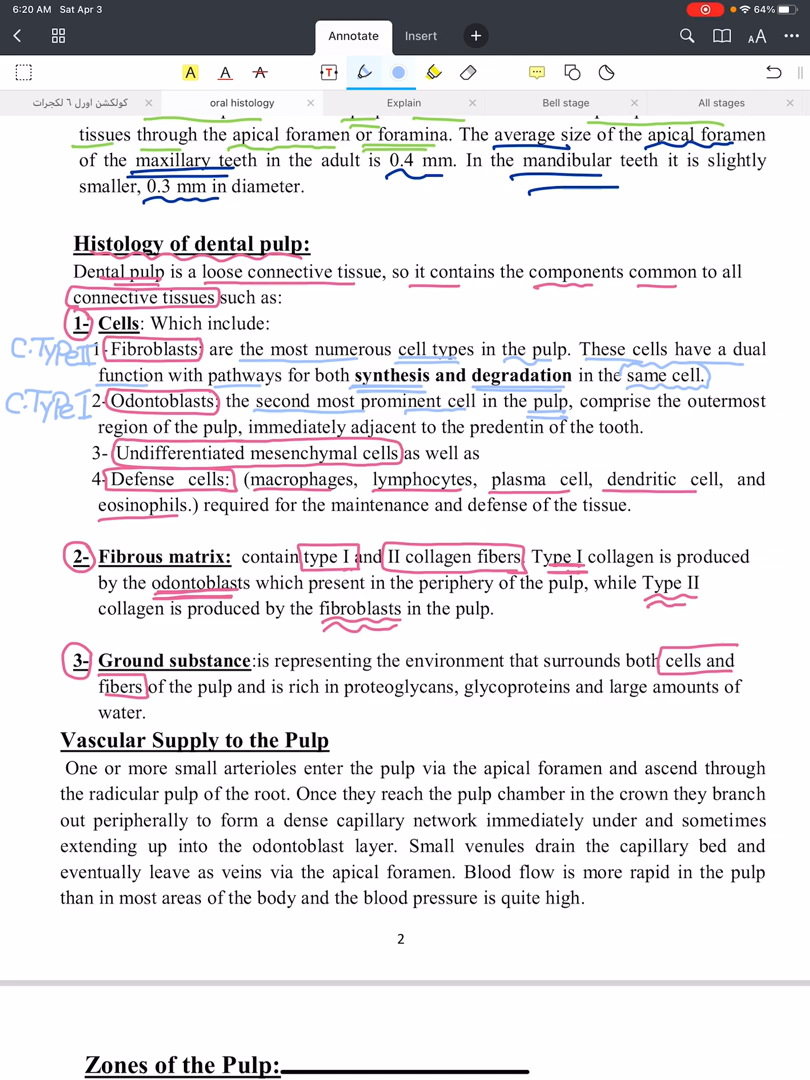 6:20 AM Sat Apr 3
64%
Annotate Insert
T
A A A
AA
كولكشن اورل ٦ لكجرات
oral histology
Explain
Bell stage
All stages
tissues through the apical foramen or foramina. The average size of the apical foramen
of the maxillary teeth in the adult is 0.4 mm. In the mandibular teeth it is slightly
smaller, 0.3 mm in diameter.
Histology of dental pulp:
Dental pulp is a loose connective tissue, so it contains the components common to all
connective tissues such as:
1- Cells: Which include:
C.TYPe II 1-Fibroblasts: are the most numerous cell types in the pulp. These cells have a dual
function with pathways for both synthesis and degradation in the same cell.
C.TYPe I 2-Odontoblasts: the second most prominent cell in the pulp, comprise the outermost
region of the pulp, immediately adjacent to the predentin of the tooth.
3- Undifferentiated mesenchymal cells as well as
4-Defense cells: (macrophages, lymphocytes, plasma cell, dendritic cell, and
eosinophils.) required for the maintenance and defense of the tissue.
2- Fibrous matrix: contain type I and II collagen fibers. Type I collagen is produced
by the odontoblasts which present in the periphery of the pulp, while Type II
collagen is produced by the fibroblasts in the pulp.
3- Ground substance:is representing the environment that surrounds both cells and
fibers of the pulp and is rich in proteoglycans, glycoproteins and large amounts of
water.
Vascular Supply to the Pulp
One or more small arterioles enter the pulp via the apical foramen and ascend through
the radicular pulp of the root. Once they reach the pulp chamber in the crown they branch
out peripherally to form a dense capillary network immediately under and sometimes
extending up into the odontoblast layer. Small venules drain the capillary bed and
eventually leave as veins via the apical foramen. Blood flow is more rapid in the pulp
than in most areas of the body and the blood pressure is quite high.
2
Zones of the Pulp: